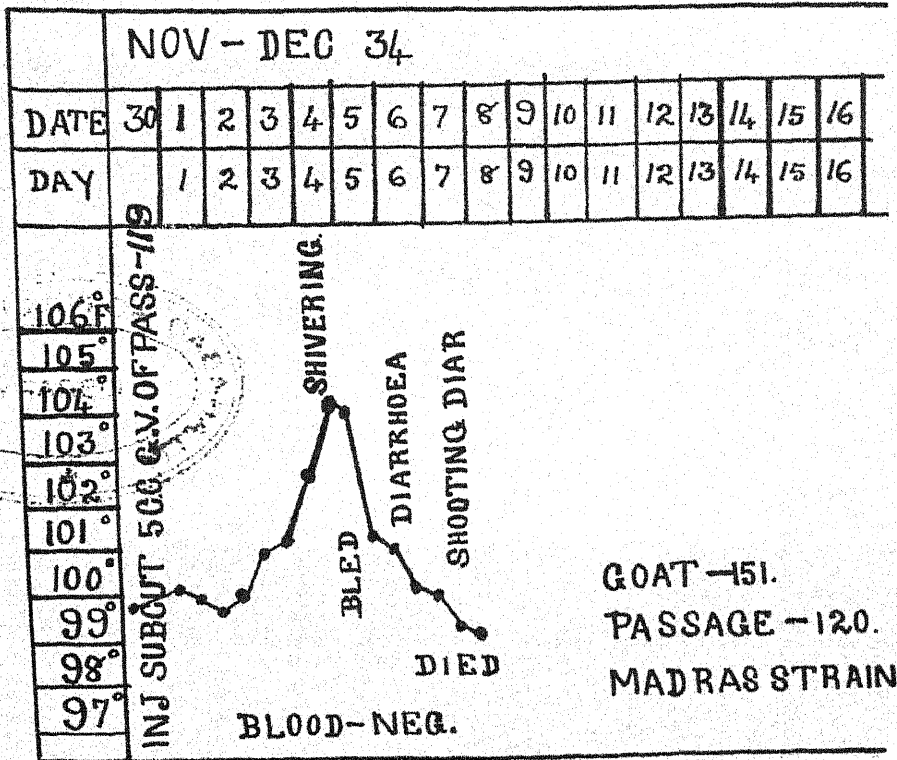 NOV - DEC 34
DATE 30 1 2 3 4 5 6 7 8 9 10 11 12 13 14 15 16
DAY 1 2 3 4 5 6 7 8 9 10 11 12 13 14 15 16
106°F
105°
104°
103°
102°
101°
100°
99°
98°
97°
INJ SUBCUT 5CC G.V. OF PASS-119
SHIVERING.
BLED
DIARRHOEA
SHOOTING DIAR
DIED
BLOOD-NEG.
GOAT-151.
PASSAGE-120.
MADRAS STRAIN